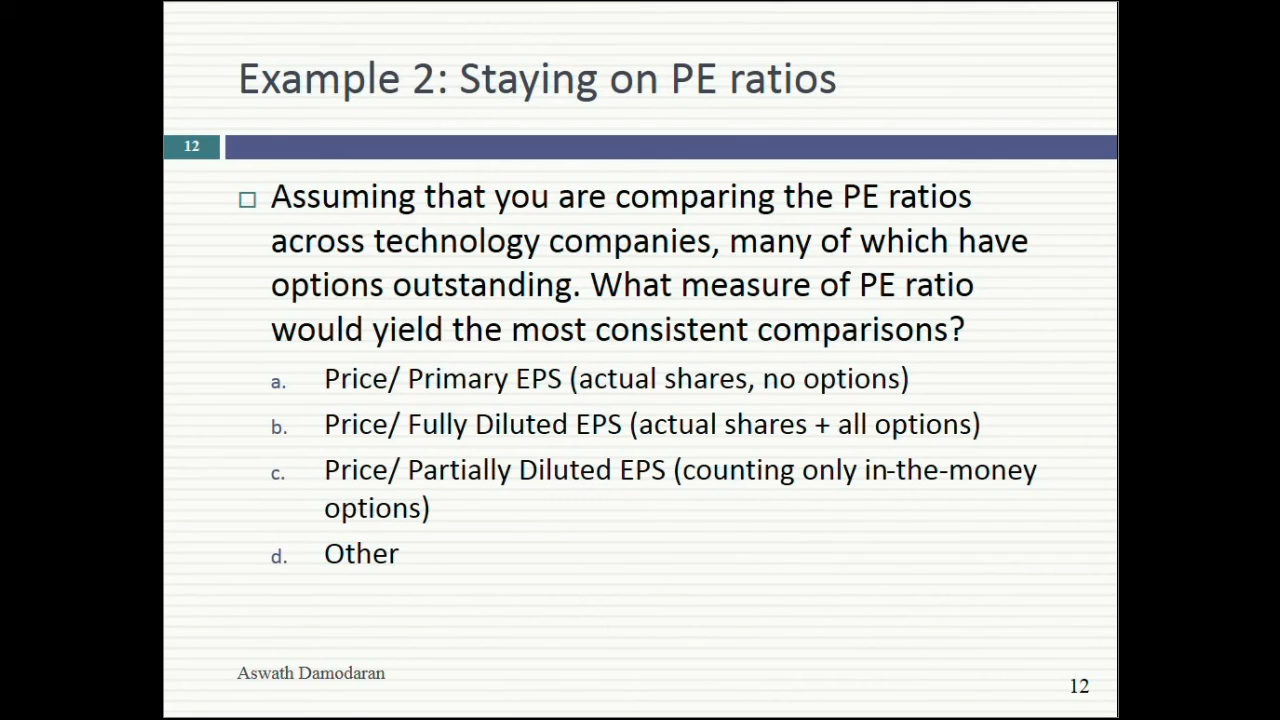 Example 2: Staying on PE ratios
12
Assuming that you are comparing the PE ratios
across technology companies, many of which have
options outstanding. What measure of PE ratio
would yield the most consistent comparisons?
a. Price/ Primary EPS (actual shares, no options)
b. Price/ Fully Diluted EPS (actual shares + all options)
c. Price/ Partially Diluted EPS (counting only in-the-money
options)
d. Other
Aswath Damodaran
12